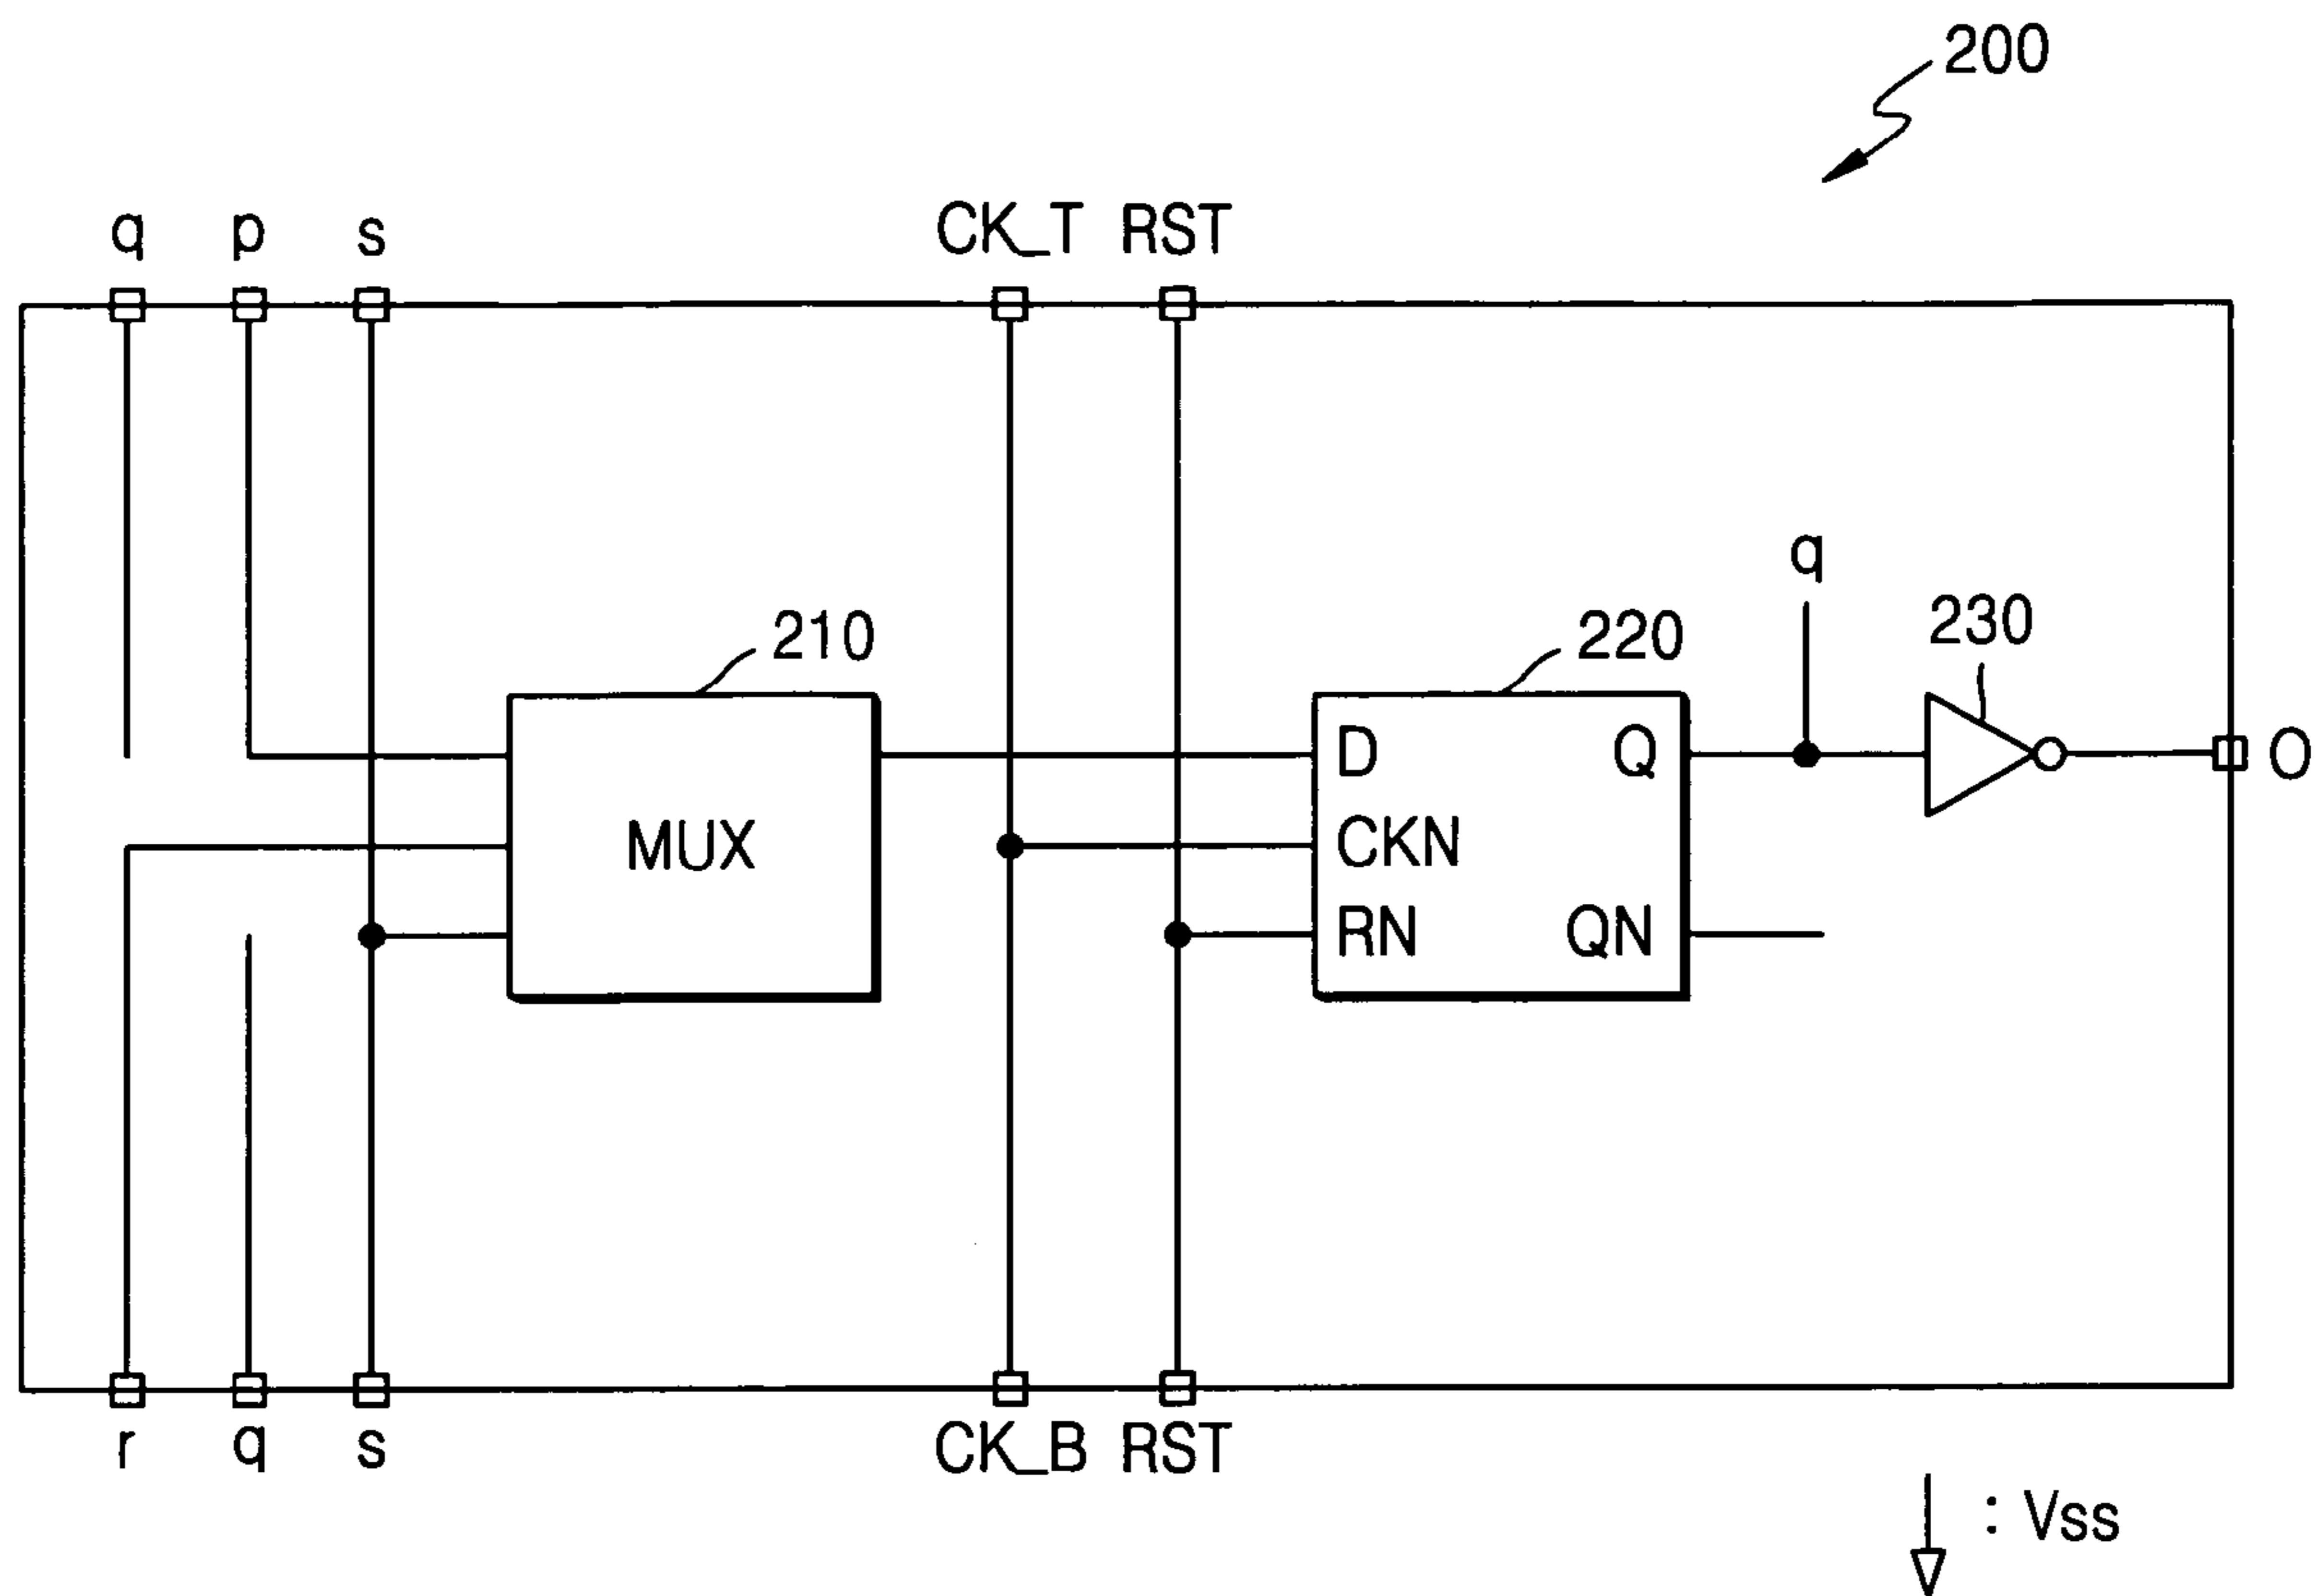 200
q p s CK_T RST
q
210 220 230
D Q
O
MUX CKN
RN QN
r q s CK_B RST
: Vss